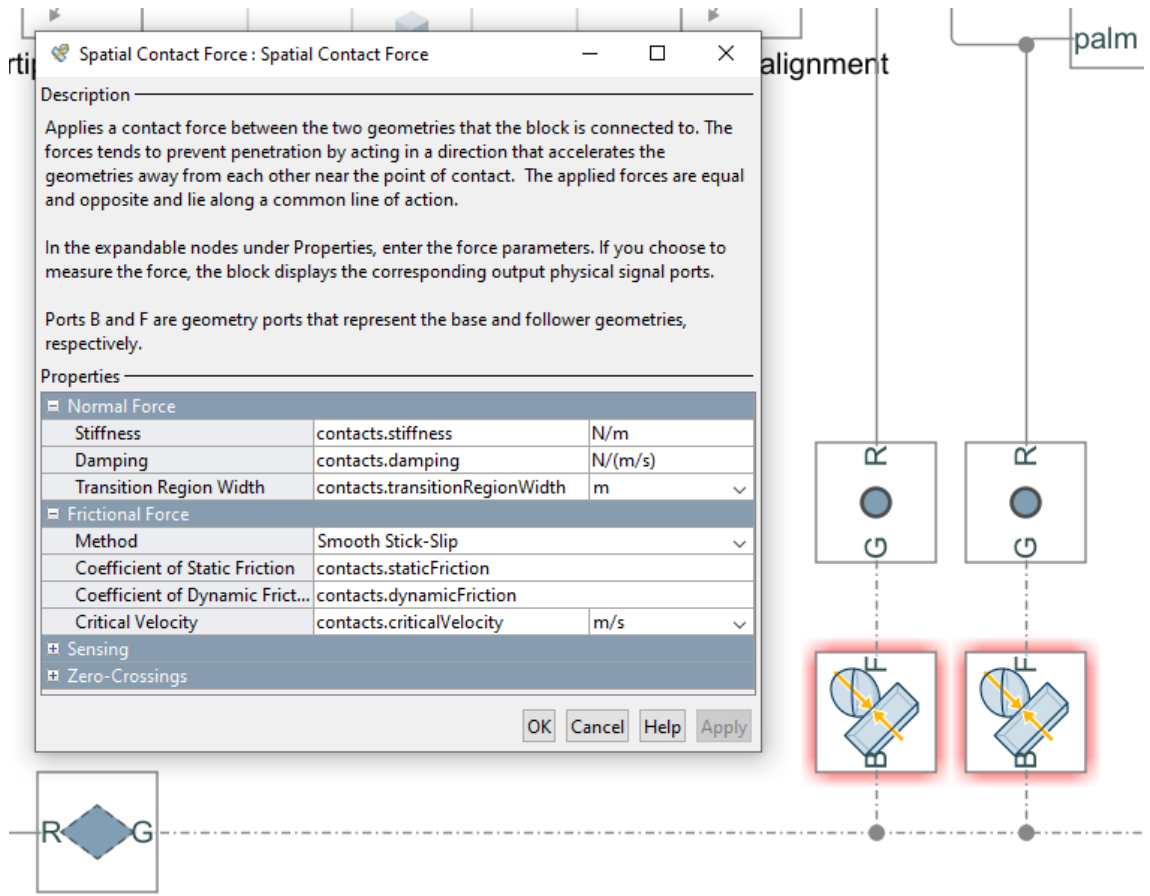 palm
rti
alignment
Spatial Contact Force : Spatial Contact Force
Description
Applies a contact force between the two geometries that the block is connected to. The
forces tends to prevent penetration by acting in a direction that accelerates the
geometries away from each other near the point of contact.  The applied forces are equal
and opposite and lie along a common line of action.
In the expandable nodes under Properties, enter the force parameters. If you choose to
measure the force, the block displays the corresponding output physical signal ports.
Ports B and F are geometry ports that represent the base and follower geometries,
respectively.
Properties
Normal Force
Stiffness contacts.stiffness N/m
Damping contacts.damping N/(m/s)
Transition Region Width contacts.transitionRegionWidth m
Frictional Force
Method Smooth Stick-Slip
Coefficient of Static Friction contacts.staticFriction
Coefficient of Dynamic Frict... contacts.dynamicFriction
Critical Velocity contacts.criticalVelocity m/s
Sensing
Zero-Crossings
OK Cancel Help Apply
R R
G G
F F
B B
R G